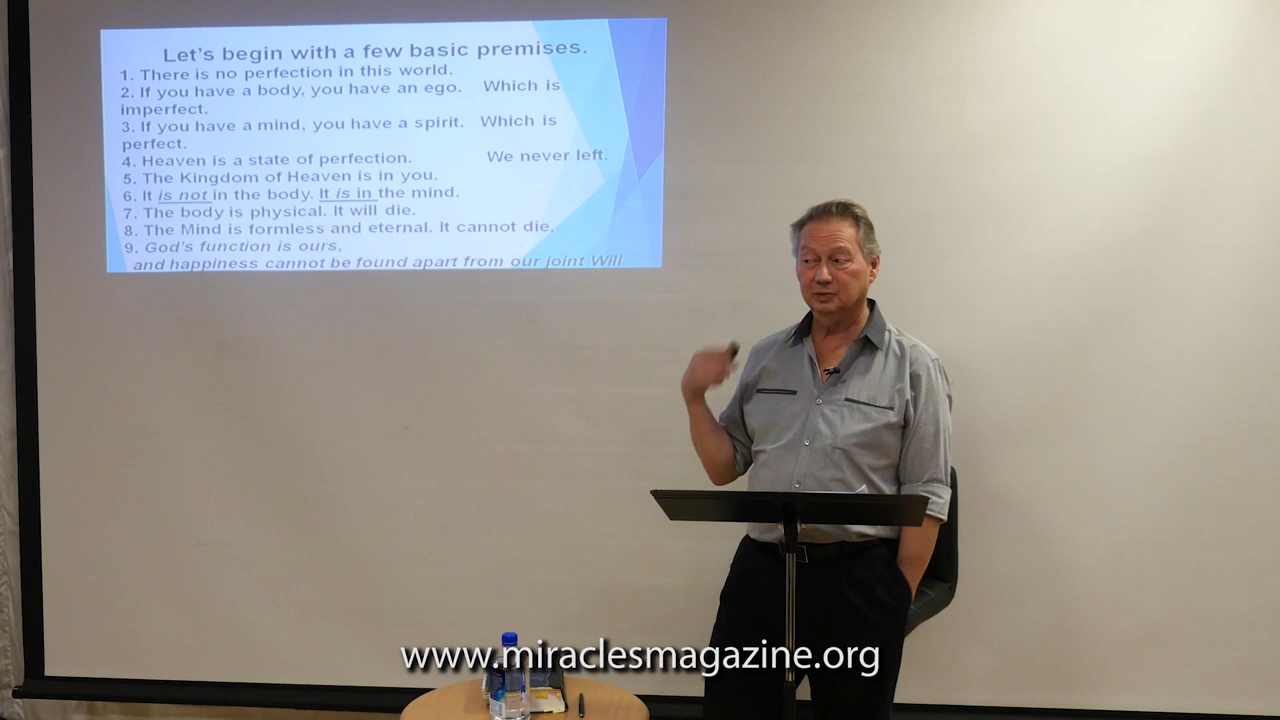 Let's begin with a few basic premises.
1. There is no perfection in this world.
2. If you have a body, you have an ego. Which is
imperfect.
3. If you have a mind, you have a spirit. Which is
perfect.
4. Heaven is a state of perfection. We never left.
5. The Kingdom of Heaven is in you.
6. It is not in the body. It is in the mind.
7. The body is physical. It will die.
8. The Mind is formless and eternal. It cannot die.
9. God's function is ours,
and happiness cannot be found apart from our joint Will
www.miraclesmagazine.org